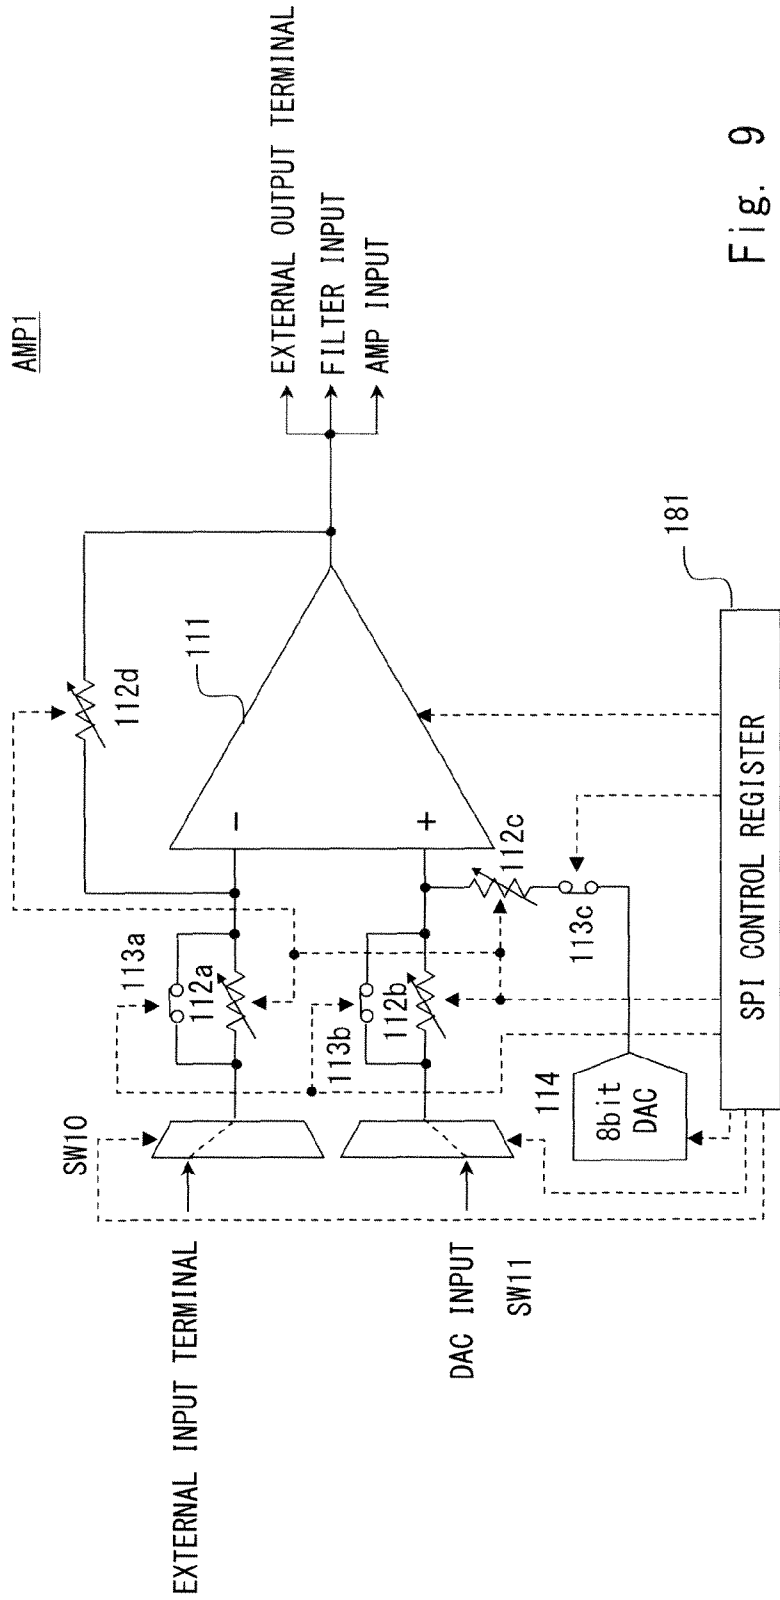 AMP1
EXTERNAL INPUT TERMINAL
SW10
113a
112a
112d
111
−
EXTERNAL OUTPUT TERMINAL
FILTER INPUT
AMP INPUT
DAC INPUT
SW11
113b
112b
+
112c
113c
114
8bit
DAC
181
SPI CONTROL REGISTER
Fig. 9